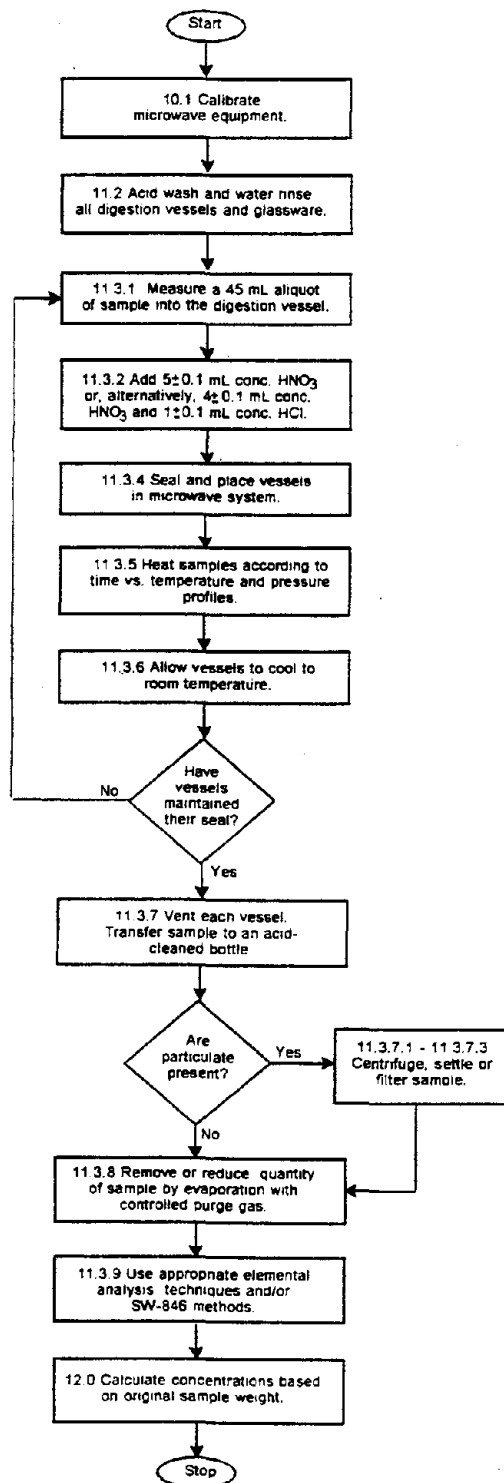 Start
10.1 Calibrate
microwave equipment.
11.2 Acid wash and water rinse
all digestion vessels and glassware.
11.3.1 Measure a 45 mL aliquot
of sample into the digestion vessel.
11.3.2 Add 5±0.1 mL conc. HNO₃
or, alternatively, 4±0.1 mL conc.
HNO₃ and 1±0.1 mL conc. HCl.
11.3.4 Seal and place vessels
in microwave system.
11.3.5 Heat samples according to
time vs. temperature and pressure
profiles.
11.3.6 Allow vessels to cool to
room temperature.
Have
vessels
maintained
their seal?
No
Yes
11.3.7 Vent each vessel.
Transfer sample to an acid-
cleaned bottle
Are
particulate
present?
Yes
11.3.7.1 - 11.3.7.3
Centrifuge, settle or
filter sample.
No
11.3.8 Remove or reduce quantity
of sample by evaporation with
controlled purge gas.
11.3.9 Use appropriate elemental
analysis techniques and/or
SW-846 methods.
12.0 Calculate concentrations based
on original sample weight.
Stop